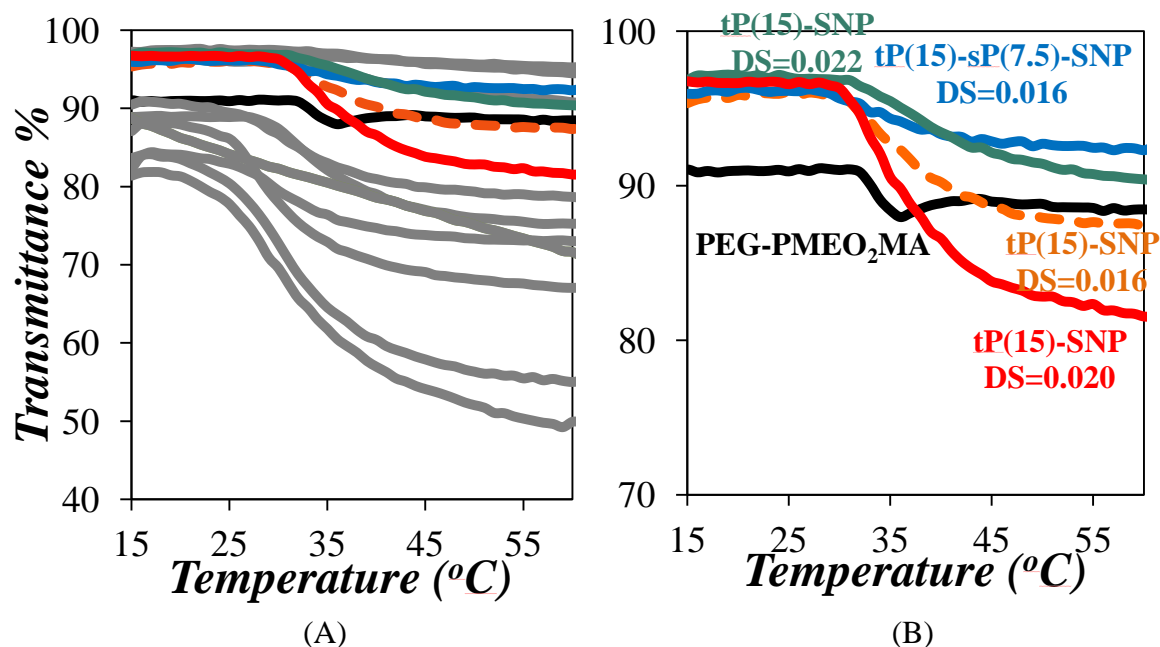 100
90
80
70
60
50
40
Transmittance %
15 25 35 45 55
Temperature (°C)
(A)
100
90
80
70
tP(15)-SNP
DS=0.022
tP(15)-sP(7.5)-SNP
DS=0.016
PEG-PMEO₂MA
tP(15)-SNP
DS=0.016
tP(15)-SNP
DS=0.020
15 25 35 45 55
Temperature (°C)
(B)